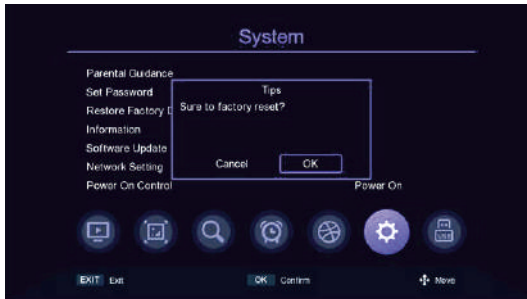 System
Parental Guidance
Set Password
Restore Factory D
Information
Software Update
Network Setting
Power On Control Power On
Tips
Sure to factory reset?
Cancel OK
USB
EXIT Exit OK Confirm Move